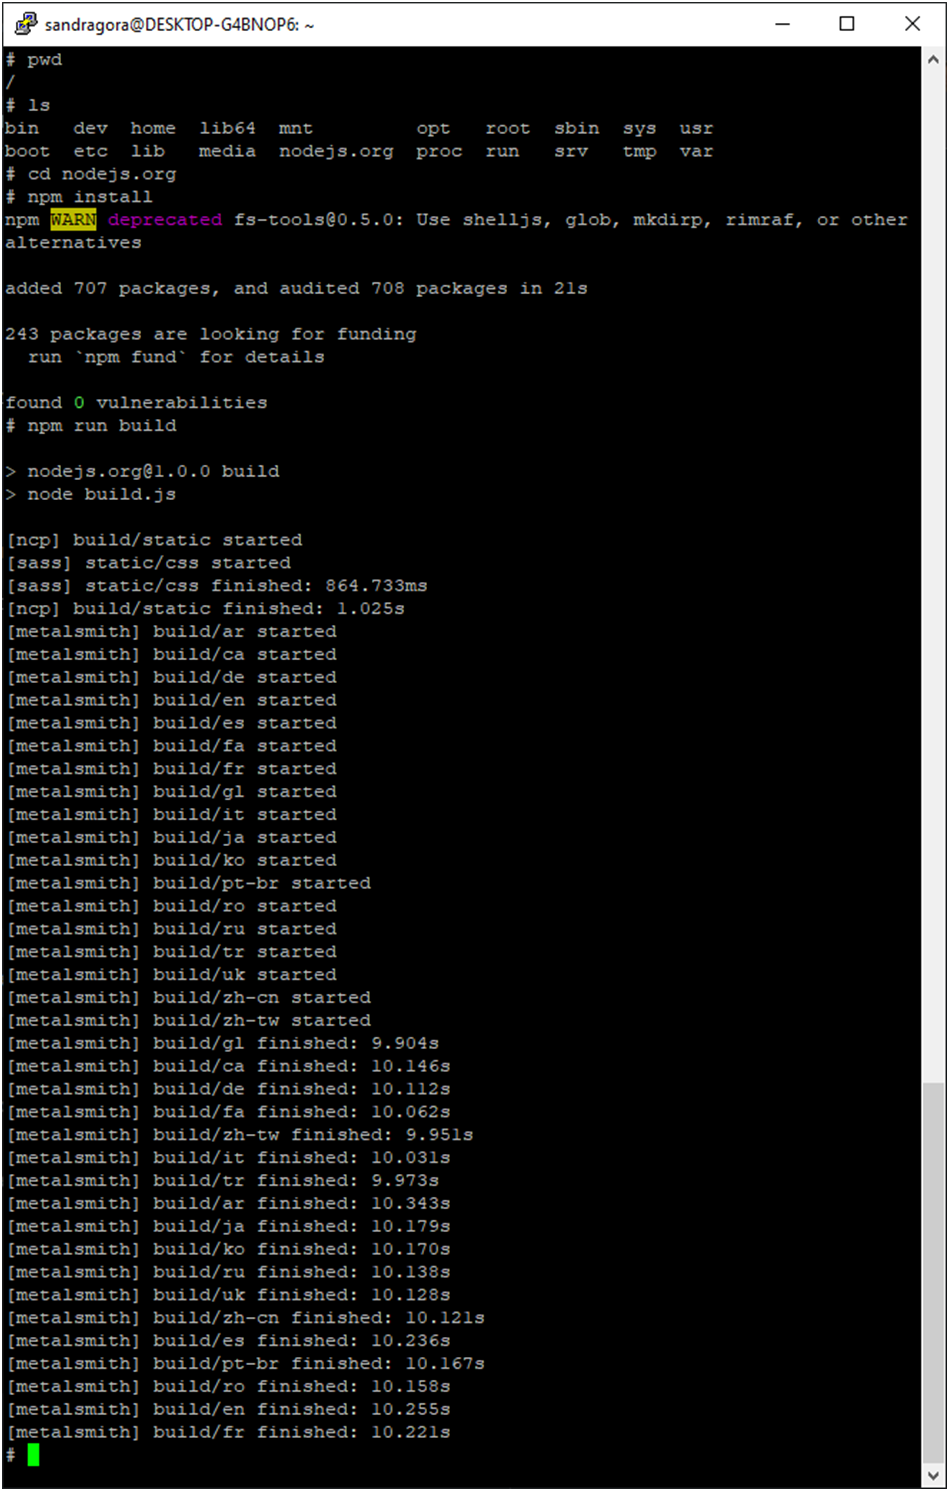 sandragora@DESKTOP-G4BNOP6: ~
# pwd
/
# ls
bin   dev  home  lib64  mnt         opt   root  sbin  sys  usr
boot  etc  lib   media  nodejs.org  proc  run   srv   tmp  var
# cd nodejs.org
# npm install
npm WARN deprecated fs-tools@0.5.0: Use shelljs, glob, mkdirp, rimraf, or other
alternatives
added 707 packages, and audited 708 packages in 21s
243 packages are looking for funding
  run `npm fund` for details
found 0 vulnerabilities
# npm run build
> nodejs.org@1.0.0 build
> node build.js
[ncp] build/static started
[sass] static/css started
[sass] static/css finished: 864.733ms
[ncp] build/static finished: 1.025s
[metalsmith] build/ar started
[metalsmith] build/ca started
[metalsmith] build/de started
[metalsmith] build/en started
[metalsmith] build/es started
[metalsmith] build/fa started
[metalsmith] build/fr started
[metalsmith] build/gl started
[metalsmith] build/it started
[metalsmith] build/ja started
[metalsmith] build/ko started
[metalsmith] build/pt-br started
[metalsmith] build/ro started
[metalsmith] build/ru started
[metalsmith] build/tr started
[metalsmith] build/uk started
[metalsmith] build/zh-cn started
[metalsmith] build/zh-tw started
[metalsmith] build/gl finished: 9.904s
[metalsmith] build/ca finished: 10.146s
[metalsmith] build/de finished: 10.112s
[metalsmith] build/fa finished: 10.062s
[metalsmith] build/zh-tw finished: 9.951s
[metalsmith] build/it finished: 10.031s
[metalsmith] build/tr finished: 9.973s
[metalsmith] build/ar finished: 10.343s
[metalsmith] build/ja finished: 10.179s
[metalsmith] build/ko finished: 10.170s
[metalsmith] build/ru finished: 10.138s
[metalsmith] build/uk finished: 10.128s
[metalsmith] build/zh-cn finished: 10.121s
[metalsmith] build/es finished: 10.236s
[metalsmith] build/pt-br finished: 10.167s
[metalsmith] build/ro finished: 10.158s
[metalsmith] build/en finished: 10.255s
[metalsmith] build/fr finished: 10.221s
#